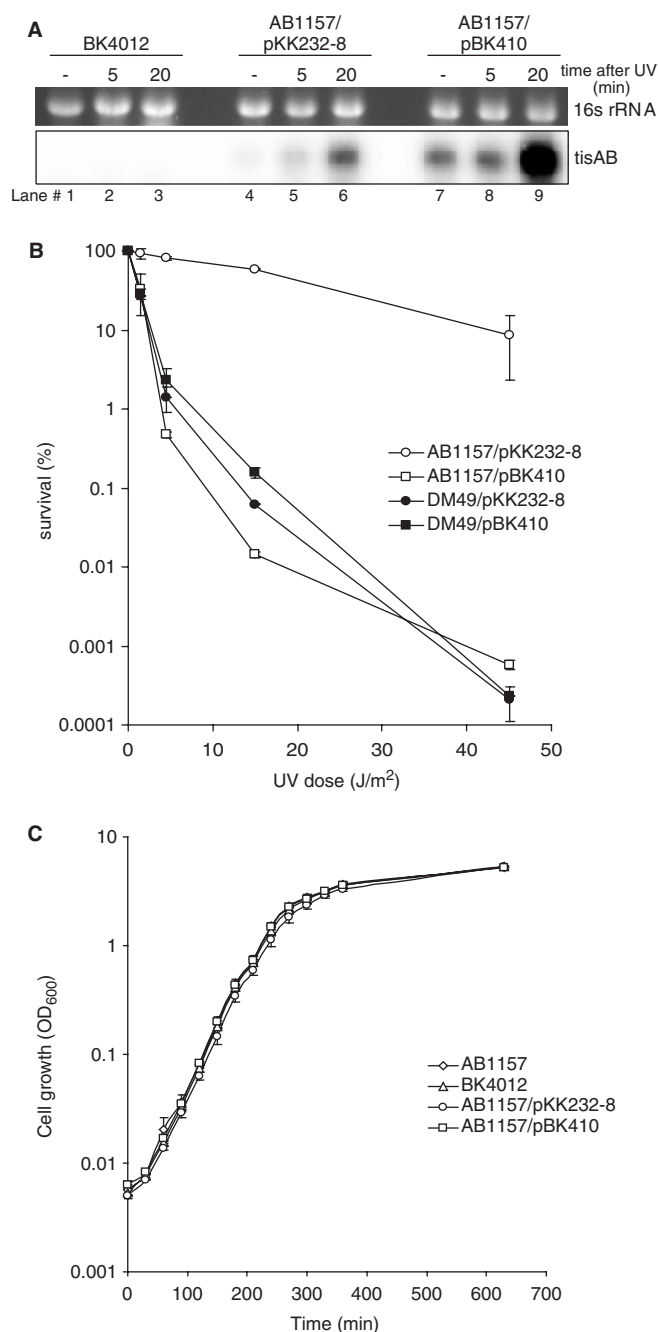 A
BK4012
AB1157/
pKK232-8
AB1157/
pBK410
- 5 20 - 5 20 - 5 20 time after UV
(min)
16s rRNA
tisAB
Lane # 1 2 3 4 5 6 7 8 9
B
100
10
1
0.1
0.01
0.001
0.0001
survival (%)
AB1157/pKK232-8
AB1157/pBK410
DM49/pKK232-8
DM49/pBK410
0 10 20 30 40 50
UV dose (J/m²)
C
10
1
0.1
0.01
0.001
Cell growth (OD₆₀₀)
AB1157
BK4012
AB1157/pKK232-8
AB1157/pBK410
0 100 200 300 400 500 600 700
Time (min)